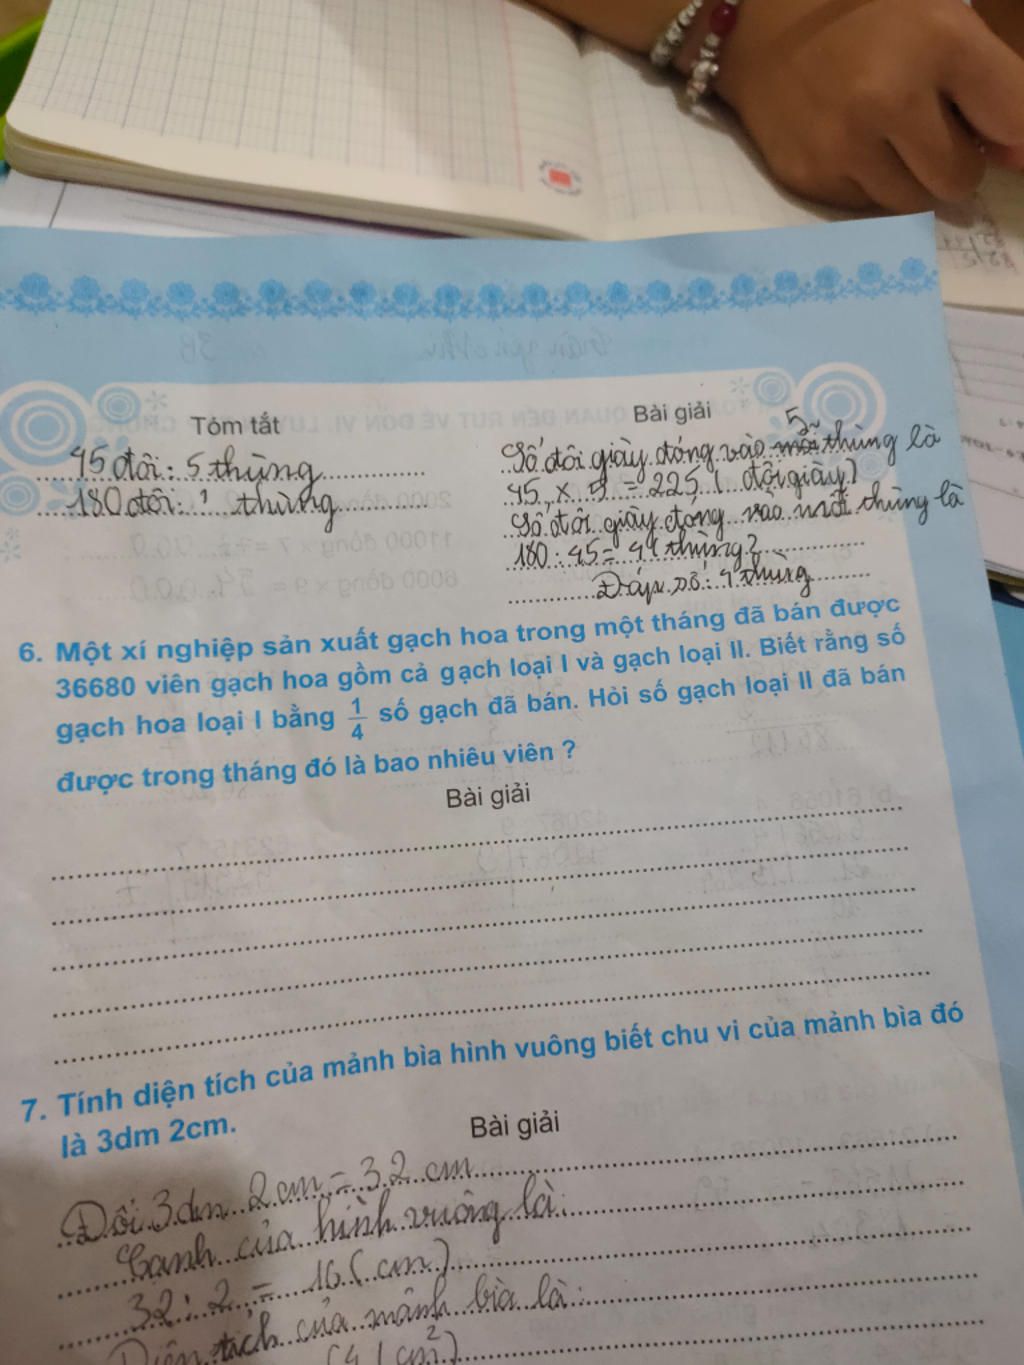 Tóm tắt
45 đôi : 5 thùng
180 đôi : ? thùng
Bài giải
5
Số đôi giày đóng vào mỗi thùng là
45 x 5 = 225 ( đôi giày )
Số đôi giày đong vào mỗi thùng là
180 : 45 = 4 thùng?
Đáp số : 4 thùng
6. Một xí nghiệp sản xuất gạch hoa trong một tháng đã bán được
36680 viên gạch hoa gồm cả gạch loại I và gạch loại II. Biết rằng số
gạch hoa loại I bằng 1/4 số gạch đã bán. Hỏi số gạch loại II đã bán
được trong tháng đó là bao nhiêu viên ?
Bài giải
7. Tính diện tích của mảnh bìa hình vuông biết chu vi của mảnh bìa đó
là 3dm 2cm.
Bài giải
Đổi 3 dm 2 cm = 32 cm
Cạnh của hình vuông là :
32 : 2 = 16 ( cm )
Diện tích của mảnh bìa là :